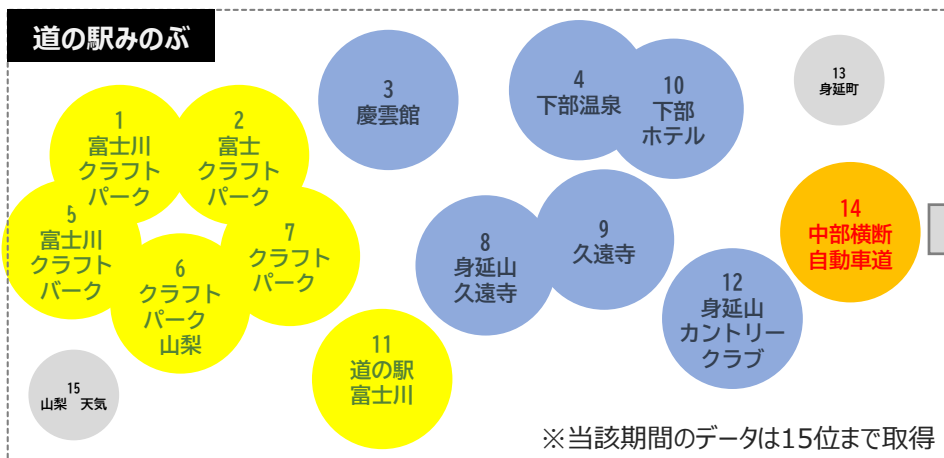 道の駅みのぶ
1
富士川
クラフト
パーク
2
富士
クラフト
パーク
3
慶雲館
4
下部温泉
10
下部
ホテル
13
身延町
5
富士川
クラフト
バーク
6
クラフト
パーク
山梨
7
クラフト
パーク
8
身延山
久遠寺
9
久遠寺
14
中部横断
自動車道
12
身延山
カントリー
クラブ
11
道の駅
富士川
15
山梨　天気
※当該期間のデータは15位まで取得